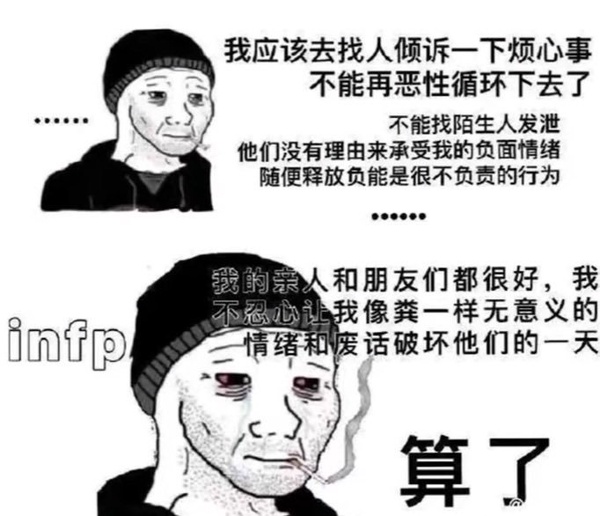 我应该去找人倾诉一下烦心事
不能再恶性循环下去了
......
不能找陌生人发泄
他们没有理由来承受我的负面情绪
随便释放负能是很不负责的行为
......
我的亲人和朋友们都很好，我
不忍心让我像粪一样无意义的
情绪和废话破坏他们的一天
infp
算了